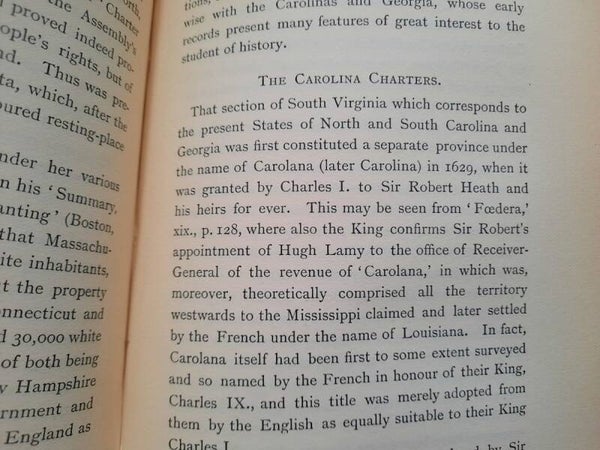 orth,
Charter
the Assembly's
proved indeed pro-
ople's rights, but of
nd. Thus was pre-
ta, which, after the
oured resting-place
nder her various
n his 'Summary,
anting' (Boston,
that Massachu-
ite inhabitants,
t the property
nnecticut and
d 30,000 white
of both being
w Hampshire
ernment and
England as
tions,
wise with the Carolinas and Georgia, whose early
records present many features of great interest to the
student of history.
THE CAROLINA CHARTERS.
That section of South Virginia which corresponds to
the present States of North and South Carolina and
Georgia was first constituted a separate province under
the name of Carolana (later Carolina) in 1629, when it
was granted by Charles I. to Sir Robert Heath and
his heirs for ever. This may be seen from 'Fœdera,'
xix., p. 128, where also the King confirms Sir Robert's
appointment of Hugh Lamy to the office of Receiver-
General of the revenue of 'Carolana,' in which was,
moreover, theoretically comprised all the territory
westwards to the Mississippi claimed and later settled
by the French under the name of Louisiana. In fact,
Carolana itself had been first to some extent surveyed
and so named by the French in honour of their King,
Charles IX., and this title was merely adopted from
them by the English as equally suitable to their King
Charles I.
by Sir